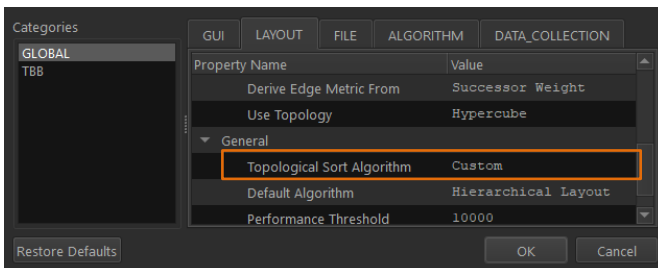 Categories
GLOBAL
TBB
GUI LAYOUT FILE ALGORITHM DATA_COLLECTION
Property Name Value
Derive Edge Metric From Successor Weight
Use Topology Hypercube
General
Topological Sort Algorithm Custom
Default Algorithm Hierarchical Layout
Performance Threshold 10000
Restore Defaults OK Cancel